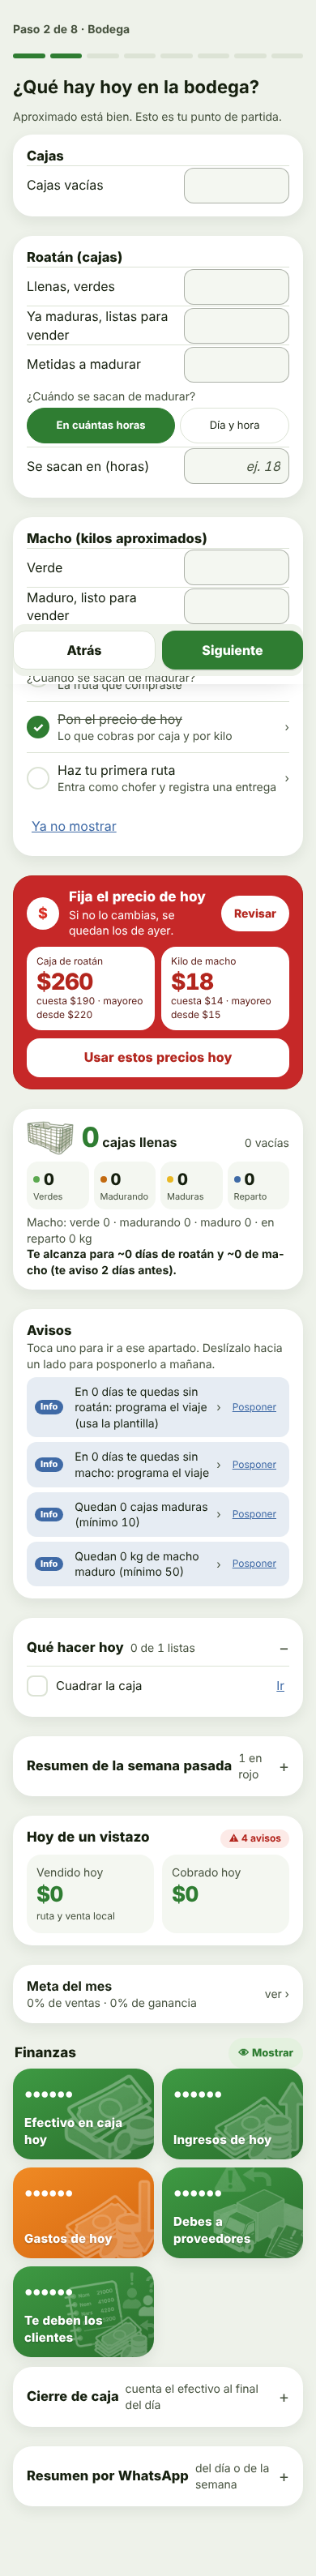 Paso 2 de 8 · Bodega
¿Qué hay hoy en la bodega?
Aproximado está bien. Esto es tu punto de partida.
Cajas
Cajas vacías
Roatán (cajas)
Llenas, verdes
Ya maduras, listas para
vender
Metidas a madurar
¿Cuándo se sacan de madurar?
En cuántas horas
Día y hora
Se sacan en (horas)
ej. 18
Macho (kilos aproximados)
Verde
Maduro, listo para
vender
Atrás
Siguiente
¿Cuándo se sacan de madurar?
La fruta que compraste
Pon el precio de hoy
Lo que cobras por caja y por kilo
›
Haz tu primera ruta
Entra como chofer y registra una entrega
›
Ya no mostrar
$
Fija el precio de hoy
Si no lo cambias, se
quedan los de ayer.
Revisar
Caja de roatán
$260
cuesta $190 · mayoreo
desde $220
Kilo de macho
$18
cuesta $14 · mayoreo
desde $15
Usar estos precios hoy
0 cajas llenas
0 vacías
0
Verdes
0
Madurando
0
Maduras
0
Reparto
Macho: verde 0 · madurando 0 · maduro 0 · en
reparto 0 kg
Te alcanza para ~0 días de roatán y ~0 de ma-
cho (te aviso 2 días antes).
Avisos
Toca uno para ir a ese apartado. Deslízalo hacia
un lado para posponerlo a mañana.
Info
En 0 días te quedas sin
roatán: programa el viaje
(usa la plantilla)
›
Posponer
Info
En 0 días te quedas sin
macho: programa el viaje
›
Posponer
Info
Quedan 0 cajas maduras
(mínimo 10)
›
Posponer
Info
Quedan 0 kg de macho
maduro (mínimo 50)
›
Posponer
Qué hacer hoy 0 de 1 listas
−
Cuadrar la caja
Ir
Resumen de la semana pasada
1 en
rojo
+
Hoy de un vistazo
⚠ 4 avisos
Vendido hoy
$0
ruta y venta local
Cobrado hoy
$0
Meta del mes
0% de ventas · 0% de ganancia
ver ›
Finanzas
Mostrar
••••••
Efectivo en caja
hoy
••••••
Ingresos de hoy
••••••
Gastos de hoy
••••••
Debes a
proveedores
••••••
Te deben los
clientes
Cierre de caja
cuenta el efectivo al final
del día
+
Resumen por WhatsApp
del día o de la
semana
+